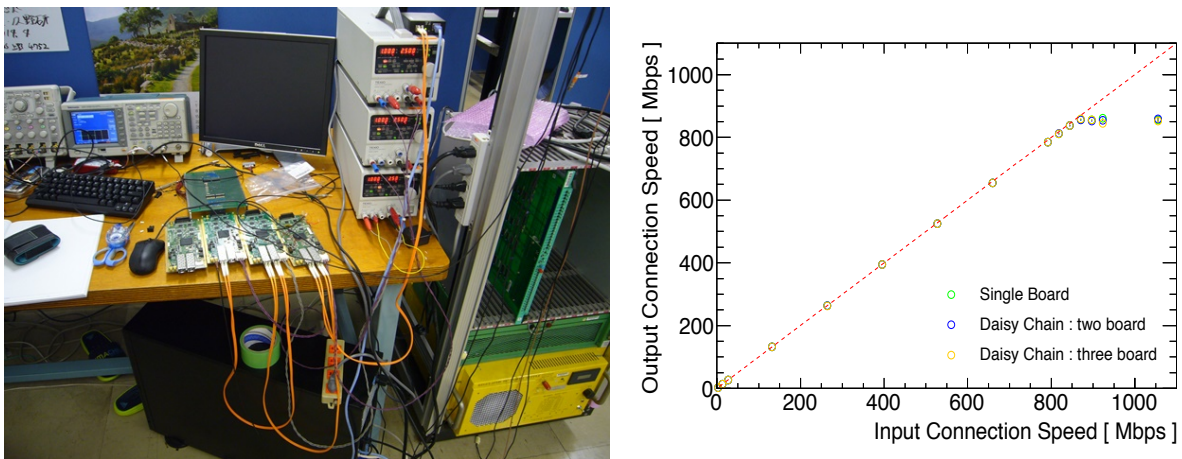 DELL
Output Connection Speed [ Mbps ]
1000
800
600
400
200
0
Single Board
Daisy Chain : two board
Daisy Chain : three board
0
200
400
600
800
1000
Input Connection Speed [ Mbps ]